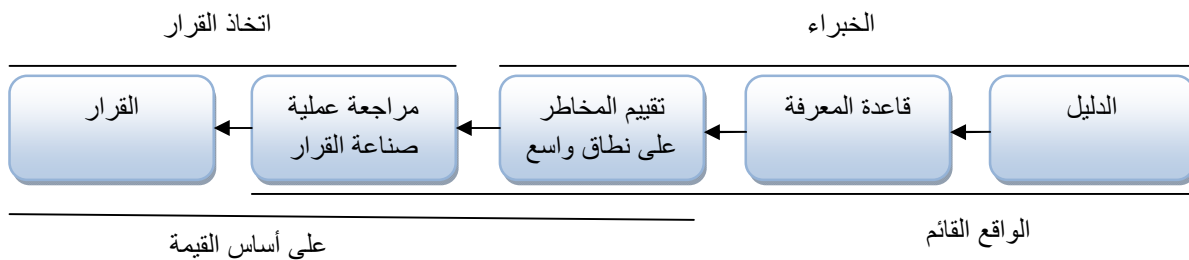 الخبراء
اتخاذ القرار
الدليل
قاعدة المعرفة
تقييم المخاطر
على نطاق واسع
مراجعة عملية
صناعة القرار
القرار
الواقع القائم
على أساس القيمة